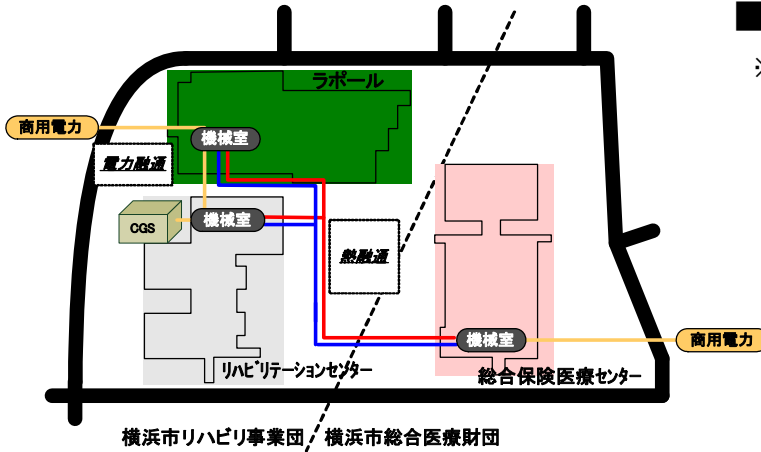 ■
※
ラポール
商用電力
機械室
電力融通
CGS
機械室
熱融通
機械室
商用電力
リハビリテーションセンター
総合保険医療センター
横浜市リハビリ事業団
横浜市総合医療財団